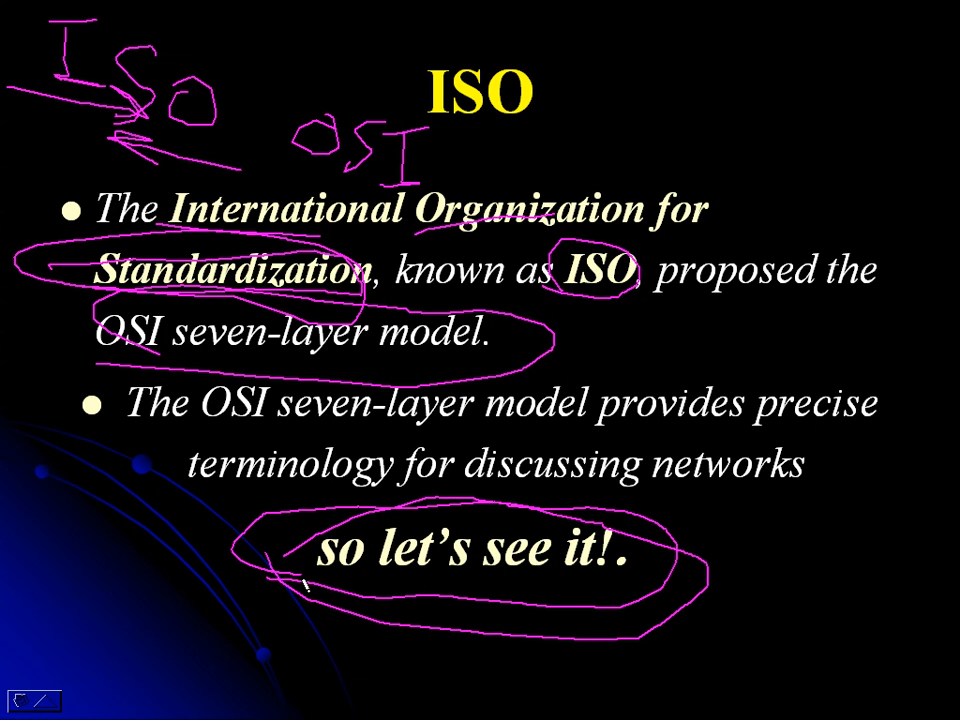 ISO
ISO
OSI
● The International Organization for
Standardization, known as ISO, proposed the
OSI seven-layer model.
● The OSI seven-layer model provides precise
terminology for discussing networks
so let's see it!.